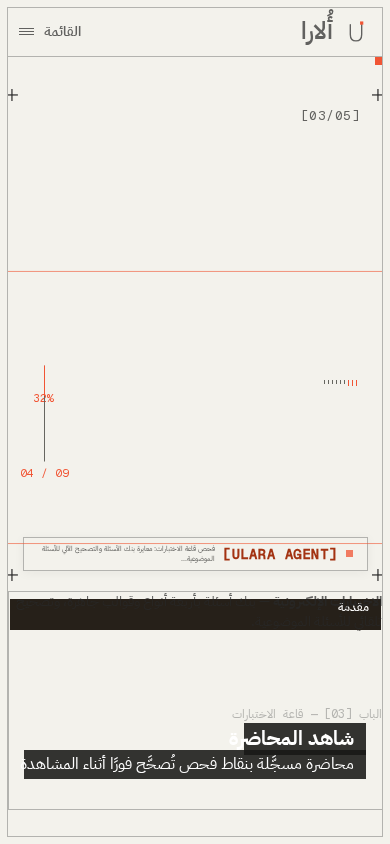 ألارا
القائمة
[03/05]
32%
04 / 09
[ULARA AGENT]
فحص قاعة الاختبارات: معايرة بنك الأسئلة والتصحيح الآلي للأسئلة
الموضوعية...
مقدمة
الباب [03] — قاعة الاختبارات
شاهد المحاضرة
محاضرة مسجَّلة بنقاط فحص تُصحَّح فورًا أثناء المشاهدة